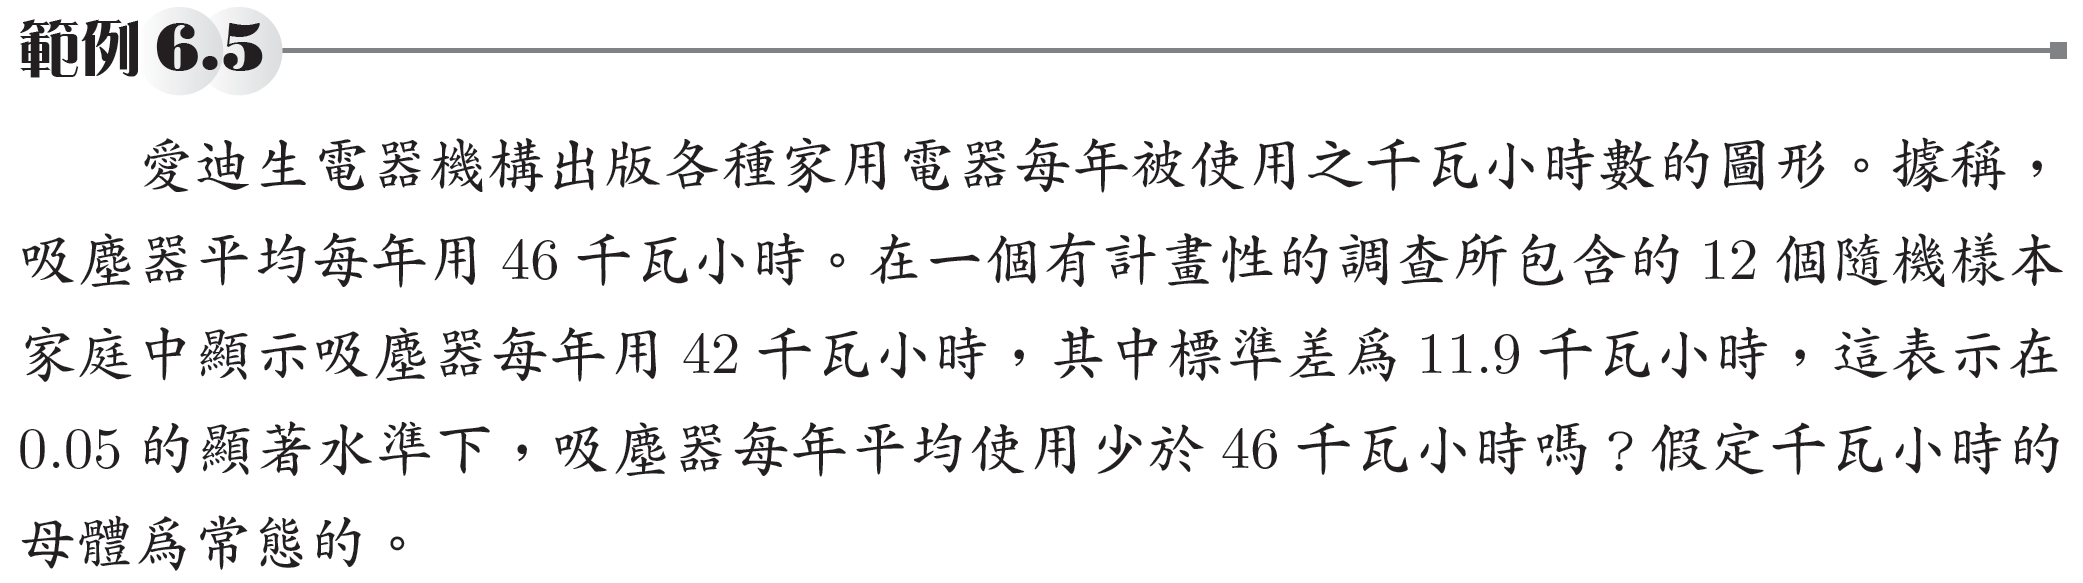 範例 6.5
愛迪生電器機構出版各種家用電器每年被使用之千瓦小時數的圖形。據稱，
吸塵器平均每年用 46 千瓦小時。在一個有計畫性的調查所包含的 12 個隨機樣本
家庭中顯示吸塵器每年用 42 千瓦小時，其中標準差爲 11.9 千瓦小時，這表示在
0.05 的顯著水準下，吸塵器每年平均使用少於 46 千瓦小時嗎？假定千瓦小時的
母體爲常態的。